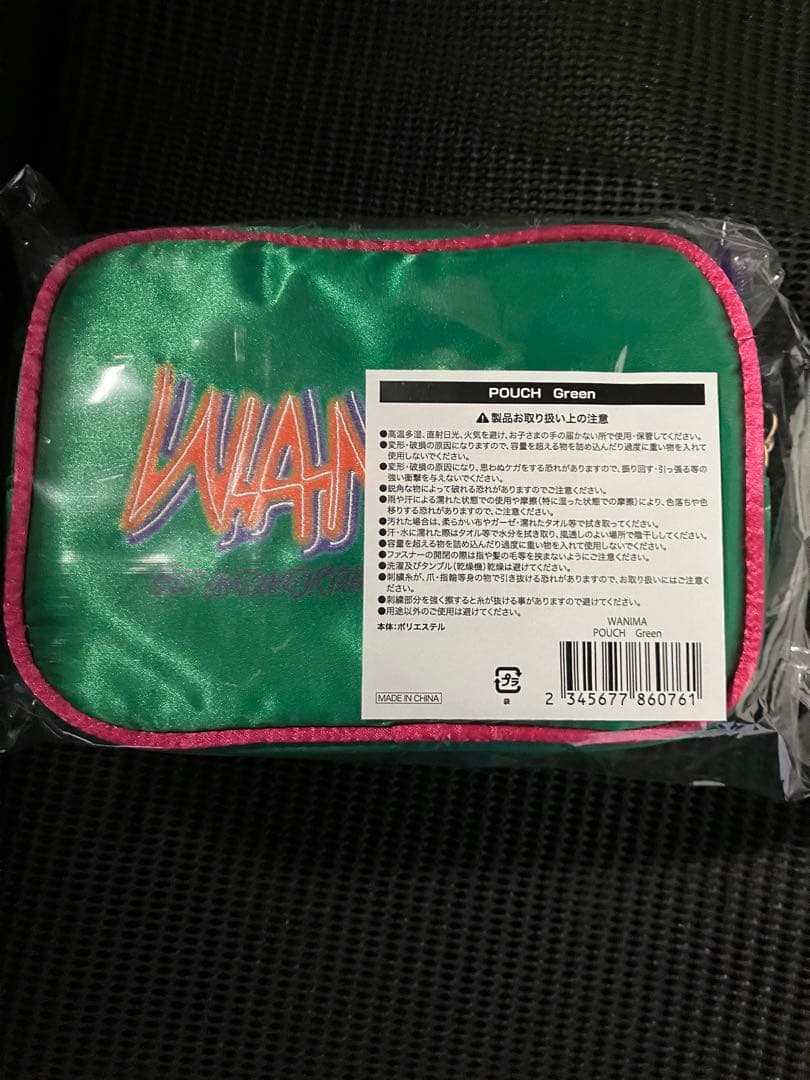 WAN
POUCH Green
⚠製品お取り扱い上の注意
●高温多湿、直射日光、火気を避け、お子さまの手の届かない所で使用・保管してください。
●変形・破損の原因になりますので、容量を超える物を詰め込んだり過度に重い物を入れて
使用しないでください。
●変形・破損の原因になり、思わぬケガをする恐れがありますので、振り回す・引っ張る等の
強い衝撃を与えないでください。
●鋭角な物によって破れる恐れがありますのでご注意ください。
●雨や汗による濡れた状態での使用や摩擦(特に湿った状態での摩擦)により、色落ちや色
移りする恐れがありますので、ご注意ください。
●汚れた場合は、柔らかい布やガーゼ・濡れたタオル等で拭き取ってください。
●汗・水に濡れた際はタオル等で水分を拭き取り、風通しのよい場所で陰干ししてください。
●容量を超える物を詰め込んだり過度に重い物を入れて使用しないでください。
●ファスナーの開閉の際は指や髪の毛等を挟まないようにご注意ください。
●洗濯及びタンブル(乾燥機)乾燥は避けてください。
●刺繍糸が、爪・指輪等身の物で引き抜ける恐れがありますので、お取り扱いにはご注意く
ださい。
●刺繍部分を強く擦すると糸が抜ける事がありますので避けてください。
●用途以外のご使用は避けてください。
本体:ポリエステル
WANIMA
POUCH Green
プラ
袋
MADE IN CHINA
2 345677 860761